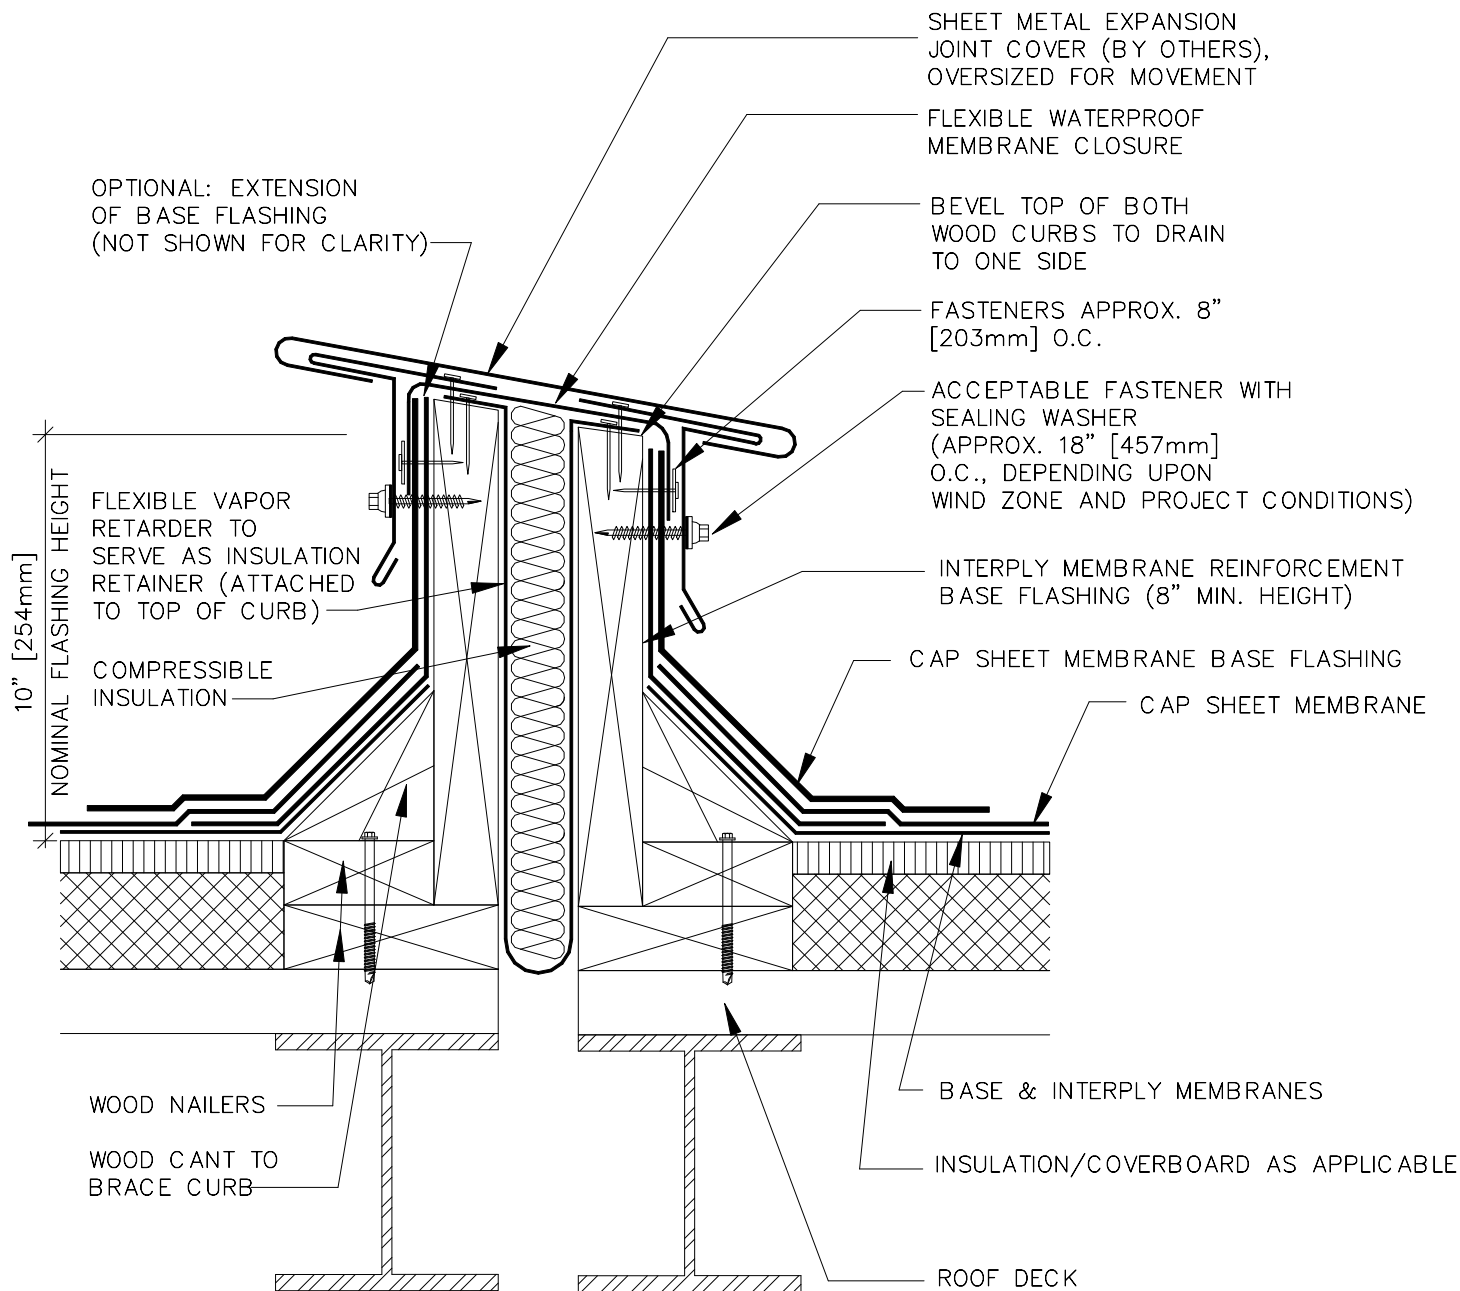 SHEET METAL EXPANSION
JOINT COVER (BY OTHERS),
OVERSIZED FOR MOVEMENT
FLEXIBLE WATERPROOF
MEMBRANE CLOSURE
OPTIONAL: EXTENSION
OF BASE FLASHING
(NOT SHOWN FOR CLARITY)
BEVEL TOP OF BOTH
WOOD CURBS TO DRAIN
TO ONE SIDE
FASTENERS APPROX. 8"
[203mm] O.C.
ACCEPTABLE FASTENER WITH
SEALING WASHER
(APPROX. 18" [457mm]
O.C., DEPENDING UPON
WIND ZONE AND PROJECT CONDITIONS)
10" [254mm]
NOMINAL FLASHING HEIGHT
FLEXIBLE VAPOR
RETARDER TO
SERVE AS INSULATION
RETAINER (ATTACHED
TO TOP OF CURB)
INTERPLY MEMBRANE REINFORCEMENT
BASE FLASHING (8" MIN. HEIGHT)
COMPRESSIBLE
INSULATION
CAP SHEET MEMBRANE BASE FLASHING
CAP SHEET MEMBRANE
WOOD NAILERS
BASE & INTERPLY MEMBRANES
WOOD CANT TO
BRACE CURB
INSULATION/COVERBOARD AS APPLICABLE
ROOF DECK